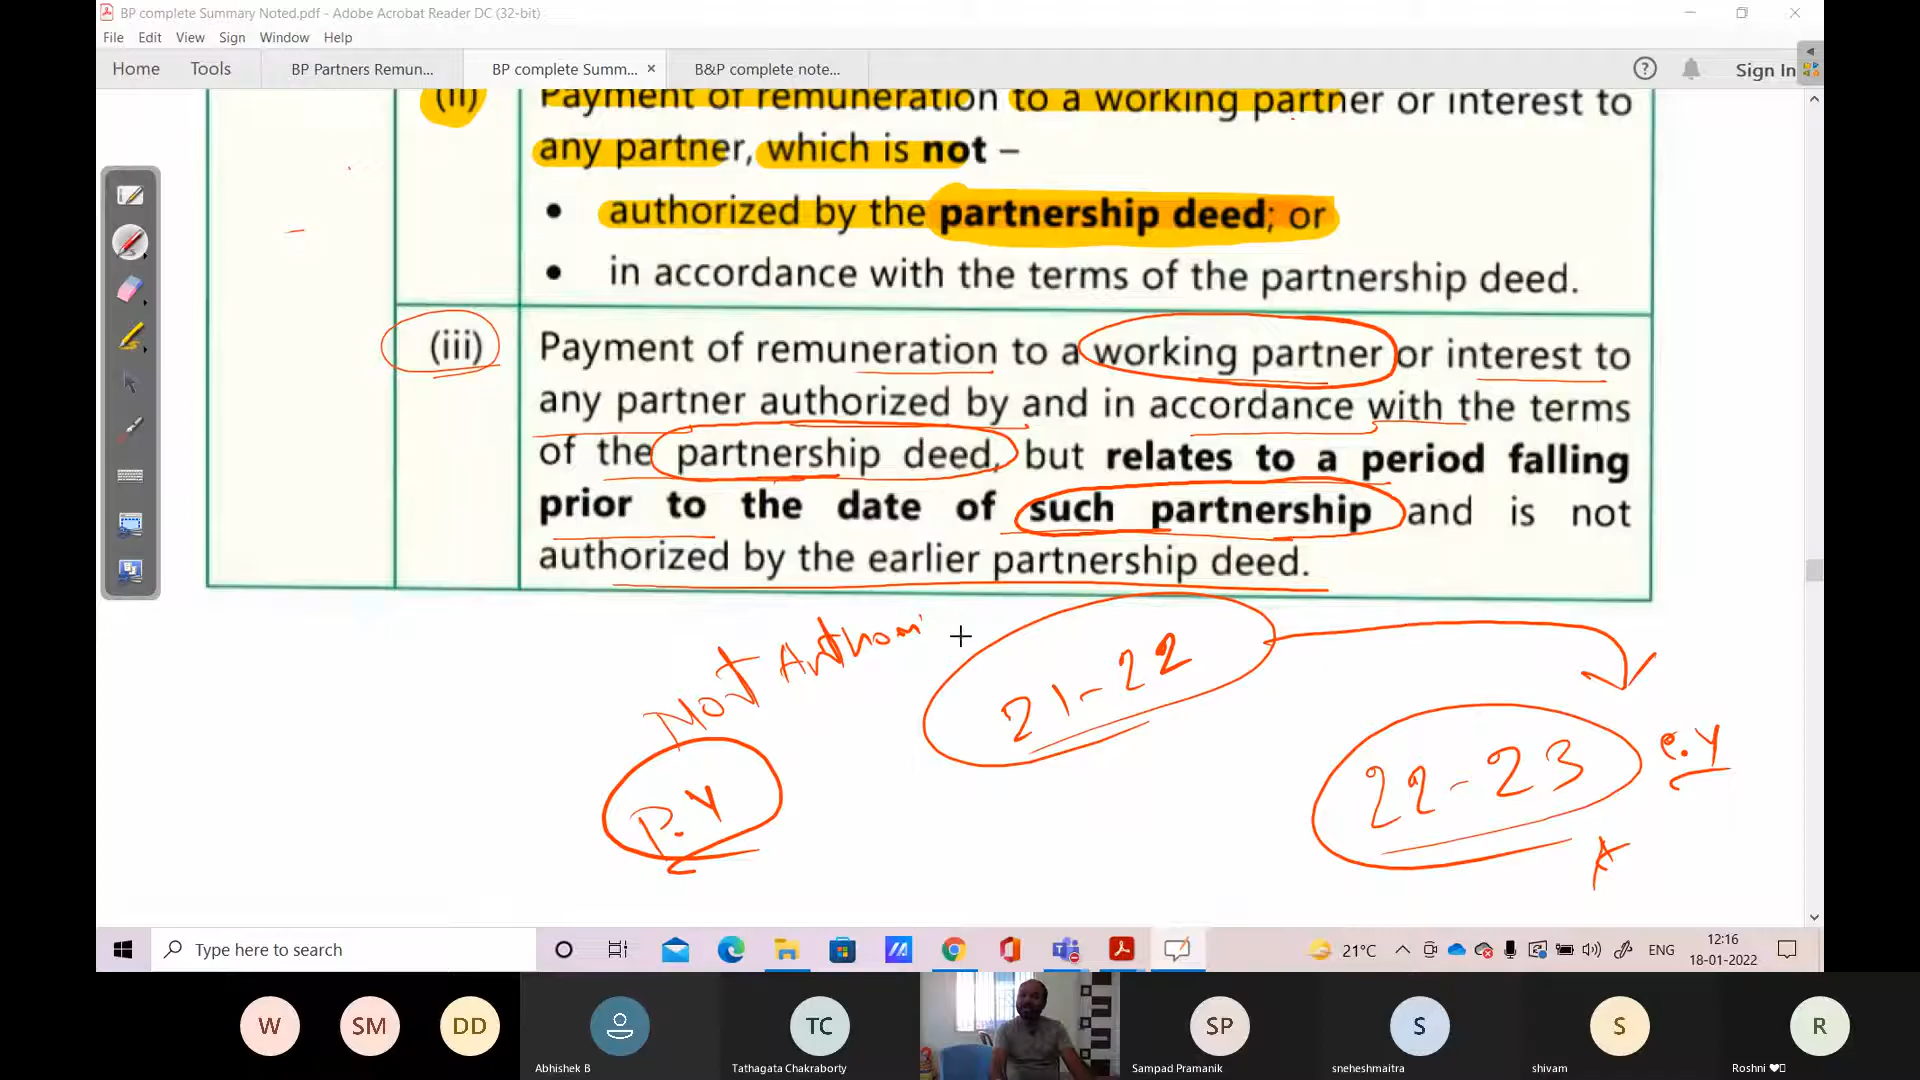 BP complete Summary Noted.pdf - Adobe Acrobat Reader DC (32-bit)
File Edit View Sign Window Help
Home Tools BP Partners Remun... BP complete Summ... × B&P complete note... Sign In
(ii) Payment of remuneration to a working partner or interest to
any partner, which is not –
• authorized by the partnership deed; or
• in accordance with the terms of the partnership deed.
(iii) Payment of remuneration to a working partner or interest to
any partner authorized by and in accordance with the terms
of the partnership deed, but relates to a period falling
prior to the date of such partnership and is not
authorized by the earlier partnership deed.
Not Authori
21-22
P.Y
22-23
C.Y
A
Type here to search
21°C
ENG
12:16
18-01-2022
W SM DD TC SP S S R
Abhishek B Tathagata Chakraborty Sampad Pramanik sneheshmaitra shivam Roshni ❤